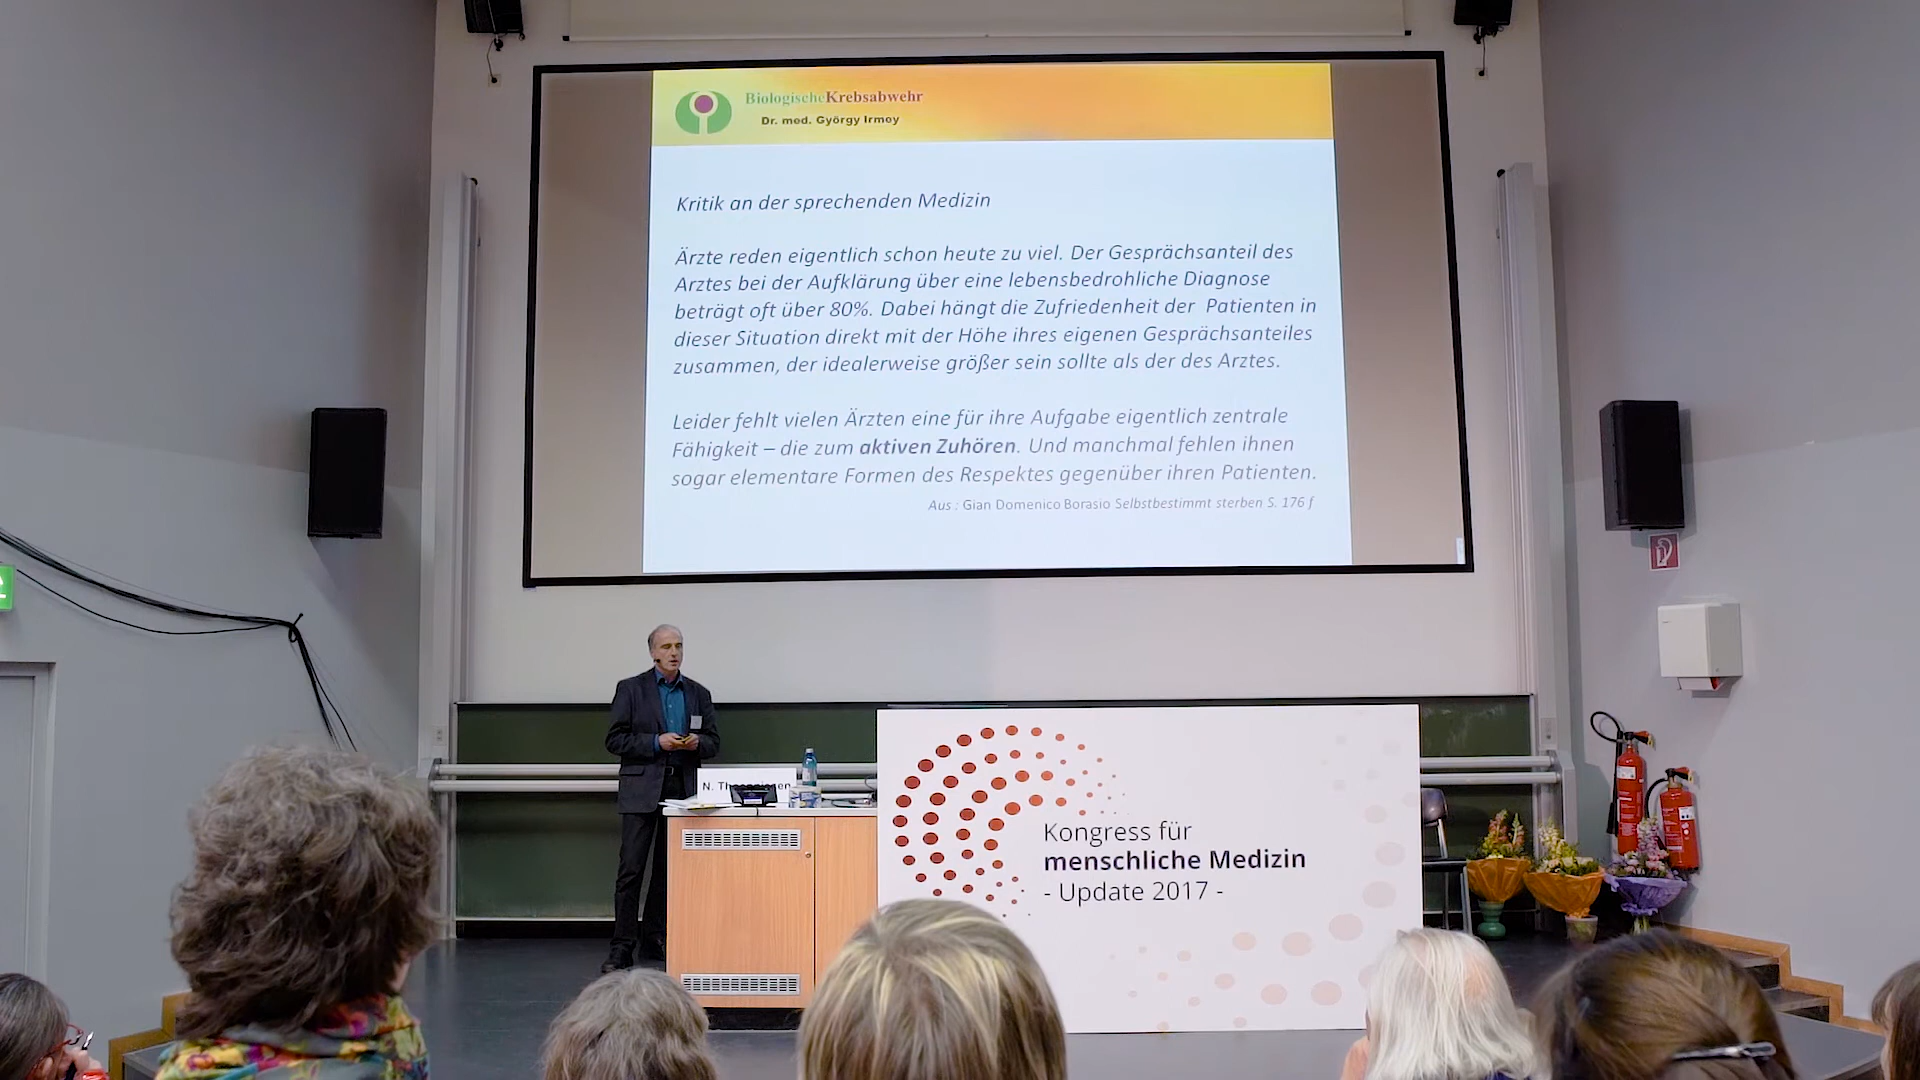 BiologischeKrebsabwehr
Dr. med. György Irmey
Kritik an der sprechenden Medizin
Ärzte reden eigentlich schon heute zu viel. Der Gesprächsanteil des
Arztes bei der Aufklärung über eine lebensbedrohliche Diagnose
beträgt oft über 80%. Dabei hängt die Zufriedenheit der Patienten in
dieser Situation direkt mit der Höhe ihres eigenen Gesprächsanteiles
zusammen, der idealerweise größer sein sollte als der des Arztes.
Leider fehlt vielen Ärzten eine für ihre Aufgabe eigentlich zentrale
Fähigkeit – die zum aktiven Zuhören. Und manchmal fehlen ihnen
sogar elementare Formen des Respektes gegenüber ihren Patienten.
Aus : Gian Domenico Borasio Selbstbestimmt sterben S. 176 f
N.
Kongress für
menschliche Medizin
- Update 2017 -